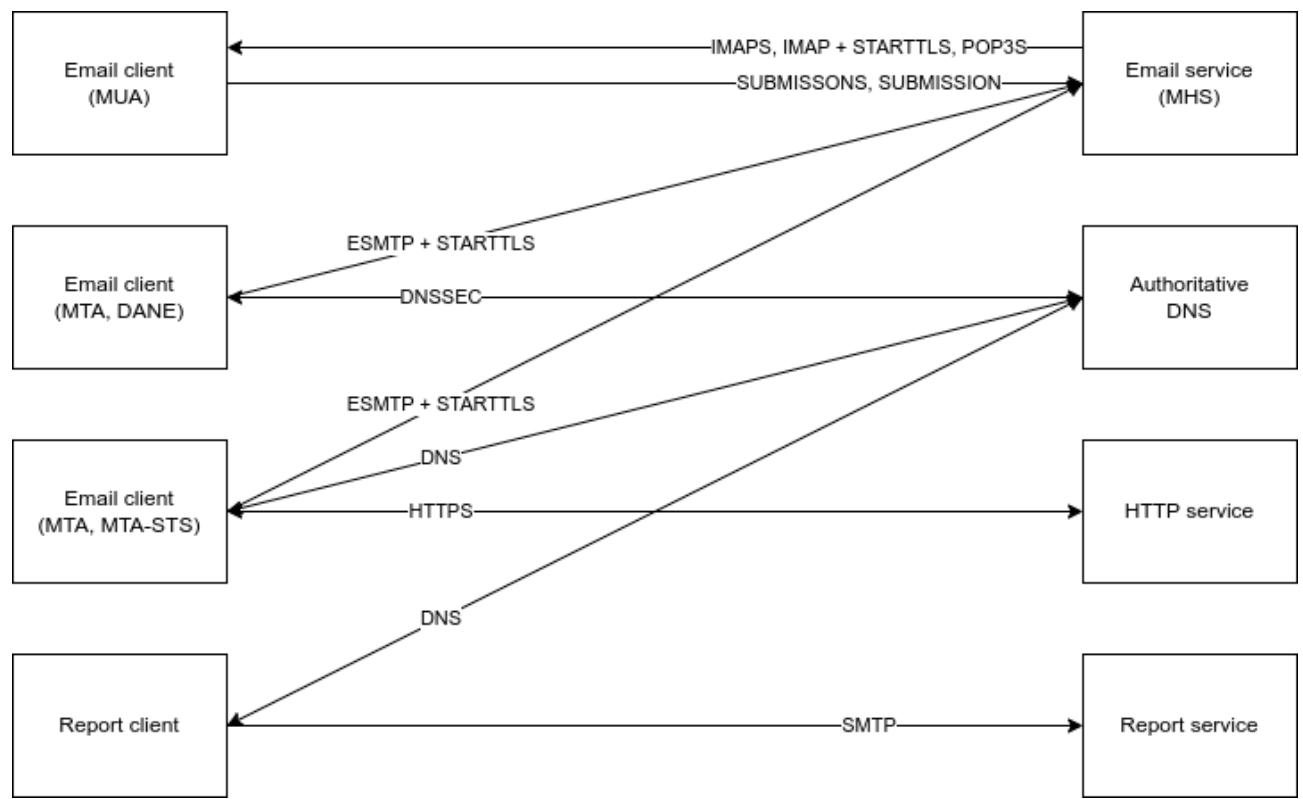 IMAPS, IMAP + STARTTLS, POP3S
Email client
(MUA)
Email service
(MHS)
SUBMISSONS, SUBMISSION
ESMTP + STARTTLS
Email client
(MTA, DANE)
DNSSEC
Authoritative
DNS
ESMTP + STARTTLS
DNS
Email client
(MTA, MTA-STS)
HTTPS
HTTP service
DNS
Report client
SMTP
Report service